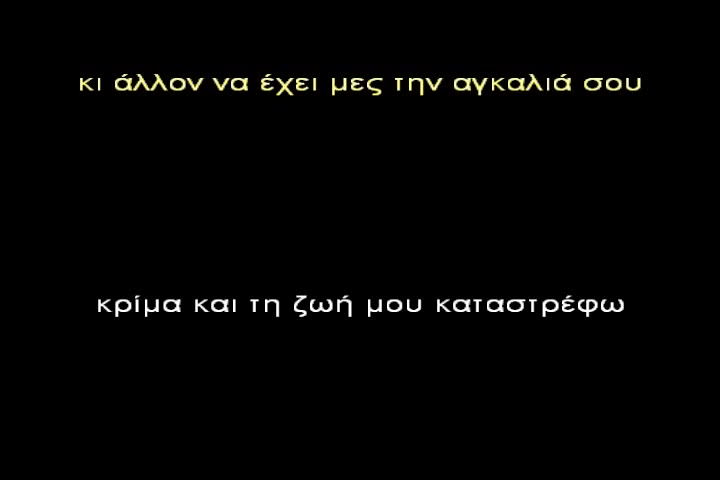 κι άλλον να έχει μες την αγκαλιά σου
κρίμα και τη ζωή μου καταστρέφω